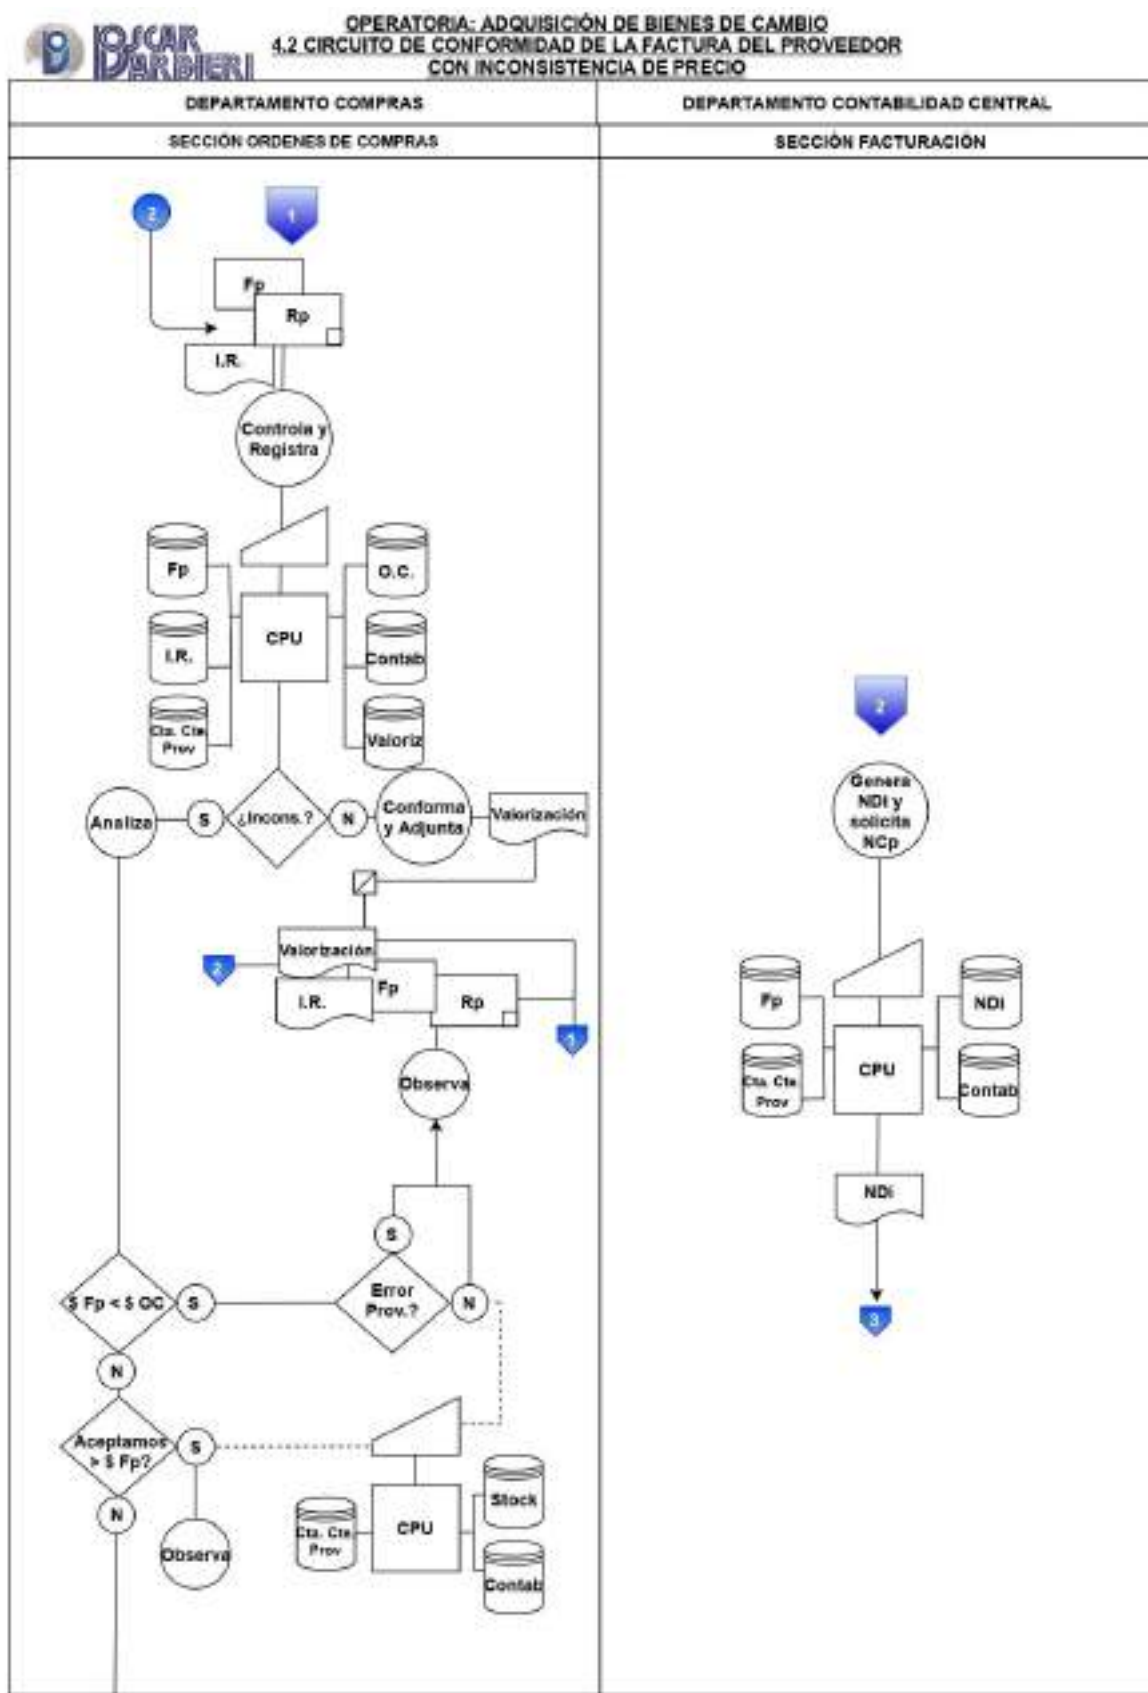 OSCAR
BARBIERI
OPERATORIA: ADQUISICIÓN DE BIENES DE CAMBIO
4.2 CIRCUITO DE CONFORMIDAD DE LA FACTURA DEL PROVEEDOR
CON INCONSISTENCIA DE PRECIO
DEPARTAMENTO COMPRAS
DEPARTAMENTO CONTABILIDAD CENTRAL
SECCIÓN ORDENES DE COMPRAS
SECCIÓN FACTURACIÓN
2
1
Fp
Rp
I.R.
Controla y
Registra
Fp
O.C.
CPU
I.R.
Contab
Cta. Cte.
Prov
Valoriz
Analiza
S
¿Incons.?
N
Conforma
y Adjunta
Valorización
Valorización
2
I.R.
Fp
Rp
1
Observa
S
$ Fp < $ OC
S
Error
Prov.?
N
N
Aceptamos
> $ Fp?
S
N
Observa
Cta. Cte.
Prov
CPU
Stock
Contab
2
Genera
NDi y
solicita
NCp
Fp
NDI
CPU
Cta. Cte.
Prov
Contab
NDi
3